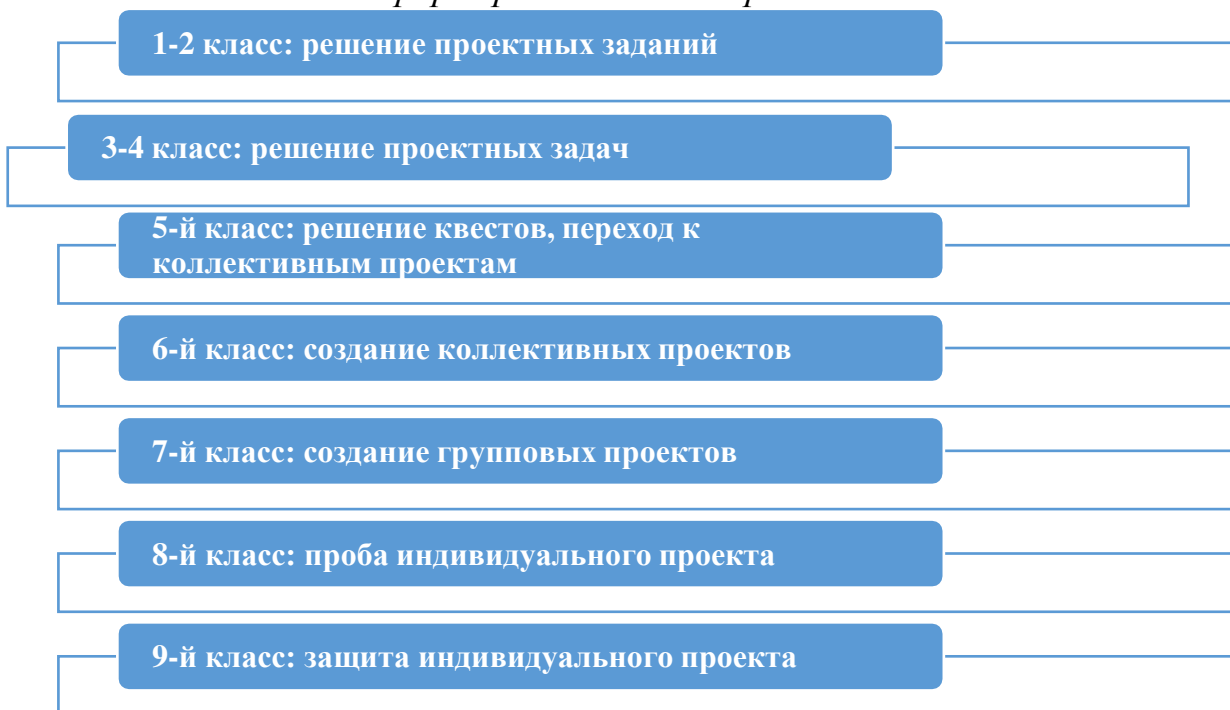 1-2 класс: решение проектных заданий
3-4 класс: решение проектных задач
5-й класс: решение квестов, переход к
коллективным проектам
6-й класс: создание коллективных проектов
7-й класс: создание групповых проектов
8-й класс: проба индивидуального проекта
9-й класс: защита индивидуального проекта